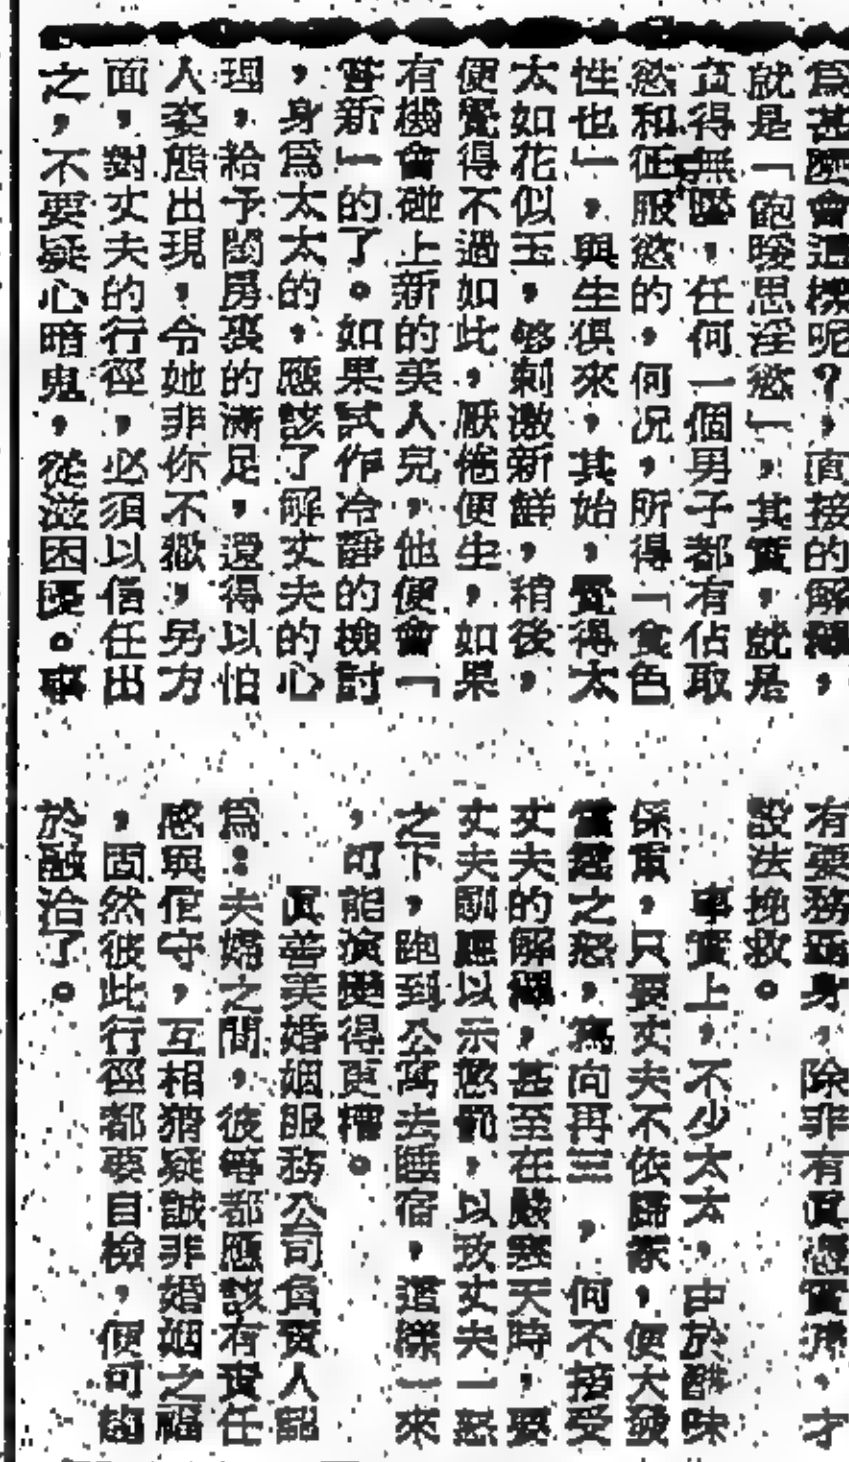 爲甚麽會這樣呢？，直接的解釋，
就是「飽暖思淫慾」，其實，就是
貪得無饜，任何一個男子都有佔取
慾和征服慾的，何况，所得「食色
性也」，與生俱來，其始，覺得太
太如花似玉，够刺激新鮮，稍後，
便覺得不過如此，厭倦便生，如果
有機會碰上新的美人兒，他便會「
嘗新」的了。如果試作冷靜的檢討
，身爲太太的，應該了解丈夫的心
理，給予閨房裏的滿足，還得以怕
人姿態出現，令她非你不歡，另方
面，對丈夫的行徑，必須以信任出
之，不要疑心暗鬼，從滋困擾。事
有要務在身，除非有眞憑實據，才
設法挽救。
事實上，不少太太，由於醋味
保重，只要丈夫不依歸家，便大發
雷霆之怒，爲向再三，何不接受
丈夫的解釋，甚至在嚴寒天時，要
丈夫睡廳以示懲罰，以致丈夫一怒
之下，跑到公寓去睡宿，這樣一來
，可能演變得更糟。
眞善美婚姻服務公司負責人認
爲：夫婦之間，彼等都應該有責任
感與信守，互相猜疑誠非婚姻之福
，固然彼此行徑都要自檢，便可
於融洽了。